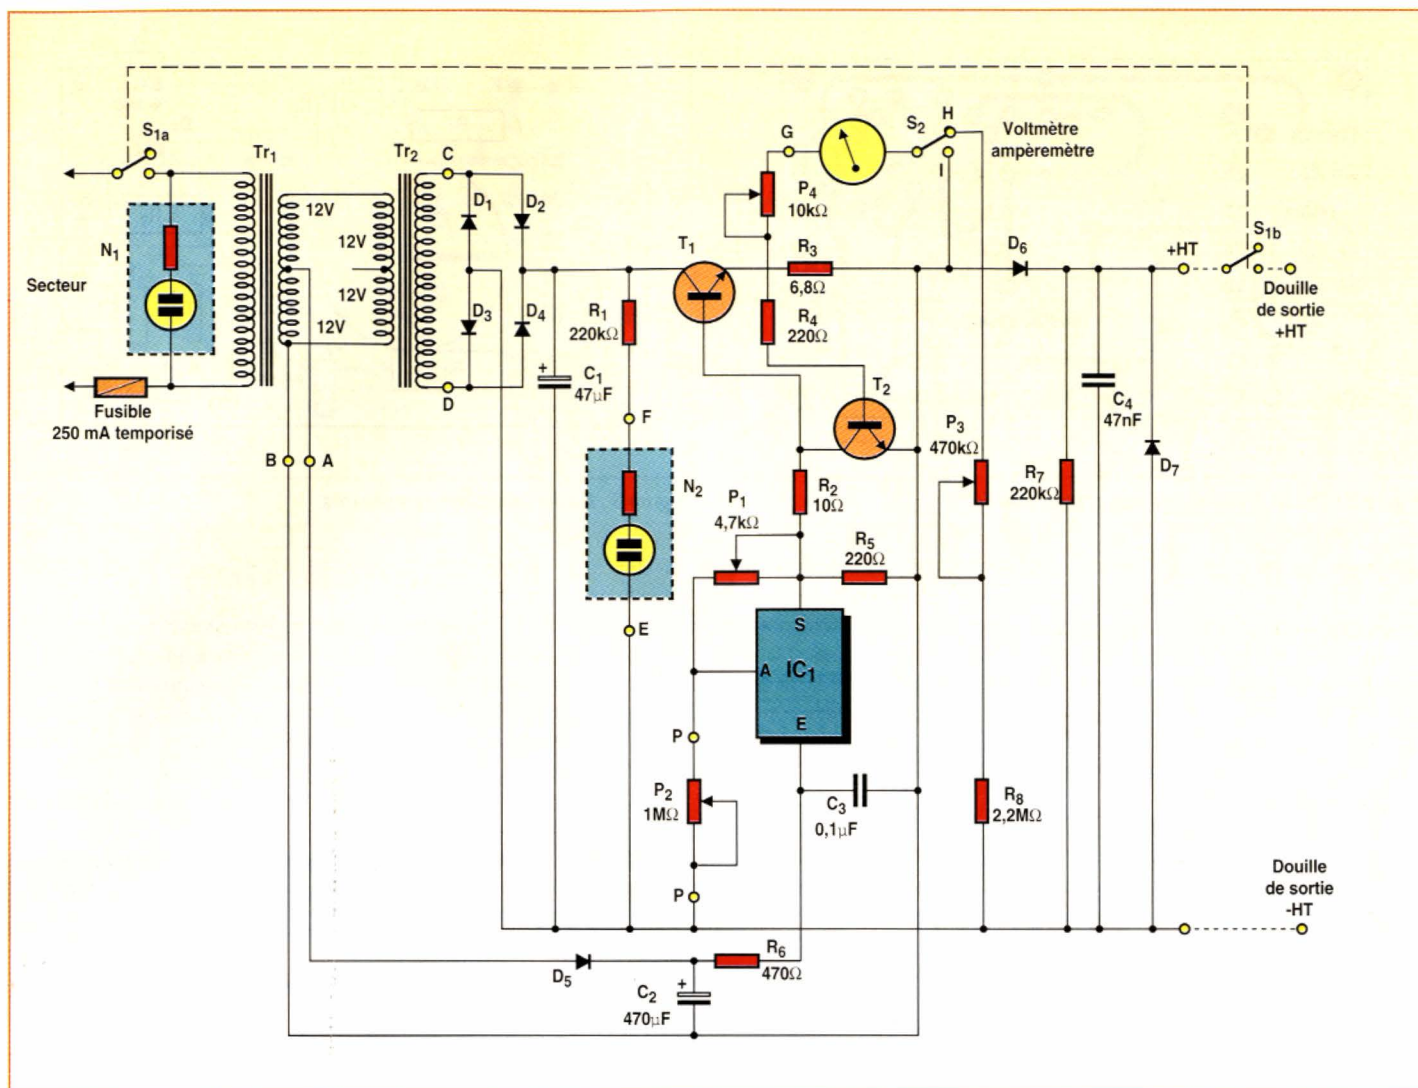 S1a
Tr1
Tr2
C
H
S2
G
Voltmètre
ampèremètre
I
12V
D1
D2
P4
10kΩ
N1
12V
T1
R3
6,8Ω
D6
+HT
S1b
Secteur
12V
12V
D3
D4
R1
220kΩ
R4
220Ω
Douille
de sortie
+HT
+
C1
47µF
D
T2
Fusible
250 mA temporisé
F
P3
470kΩ
C4
47nF
B
A
N2
P1
4,7kΩ
R2
10Ω
R7
220kΩ
D7
R5
220Ω
E
S
A
IC1
E
P
P2
1MΩ
C3
0,1µF
R8
2,2MΩ
P
Douille
de sortie
-HT
D5
R6
470Ω
+
C2
470µF